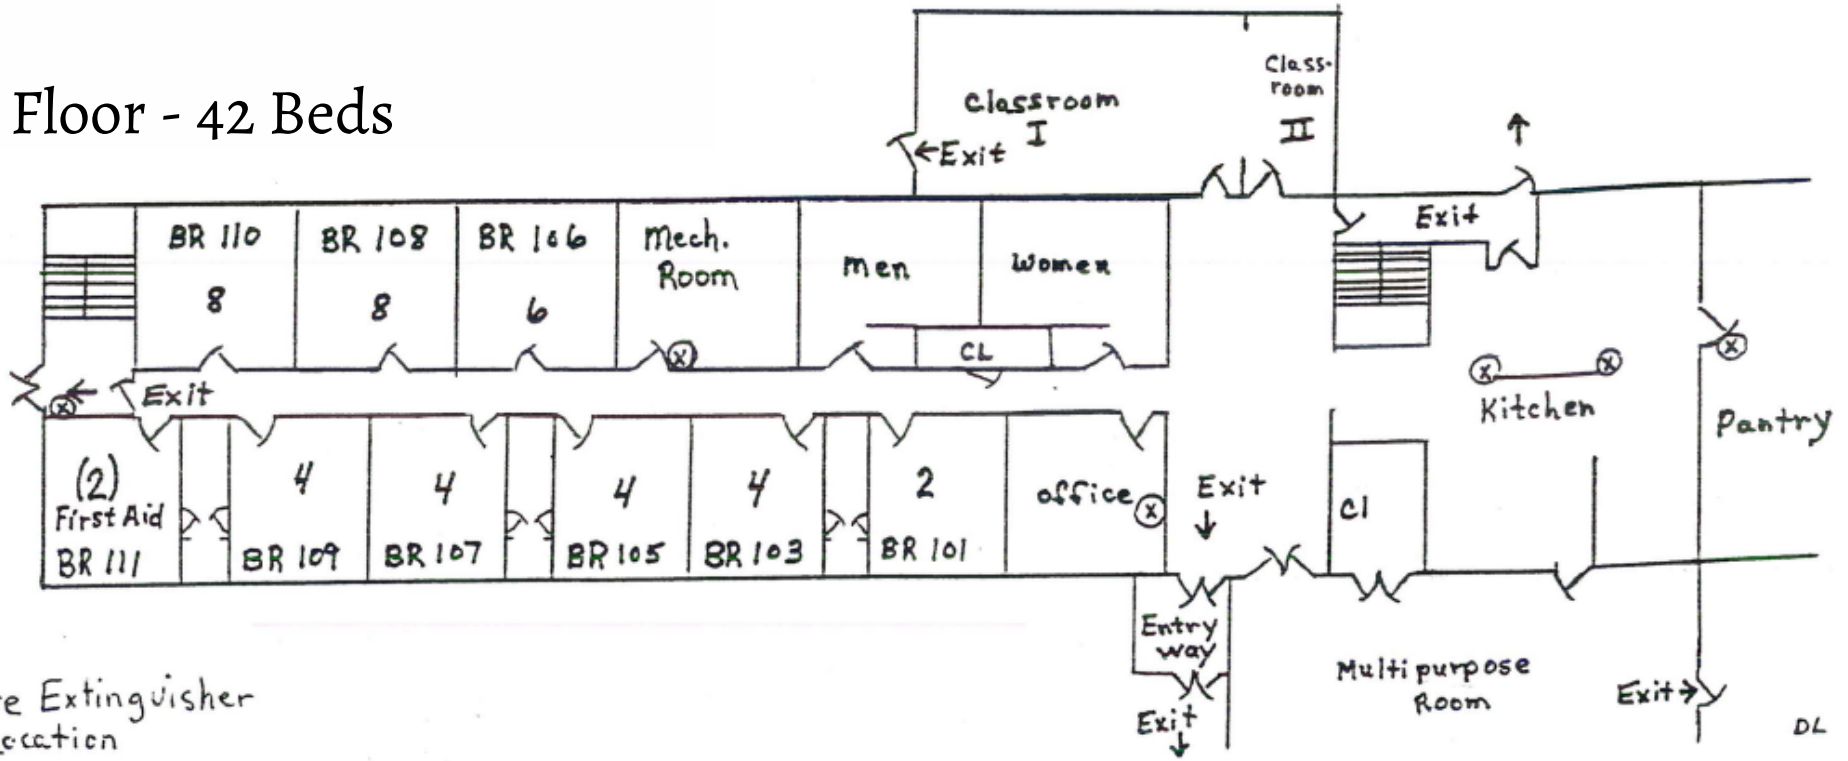 Floor - 42 Beds
Classroom
I
Class-
room
II
←Exit
↑
BR 110
8
BR 108
8
BR 106
6
Mech.
Room
Men
Women
CL
Exit
← Exit
(X)
(X)
(2)
First Aid
BR 111
4
BR 109
4
BR 107
4
BR 105
4
BR 103
2
BR 101
office
(X)
Exit
↓
Cl
(X)
(X)
Kitchen
(X)
Pantry
Entry
way
Exit
↓
Multipurpose
Room
Exit→
DL
e Extinguisher
ocation